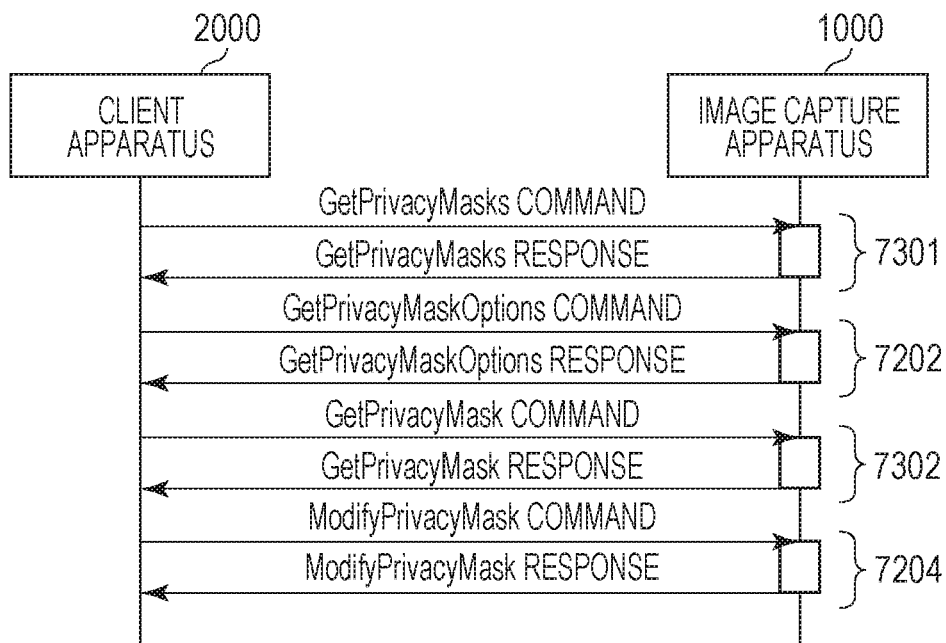 2000
1000
CLIENT
APPARATUS
IMAGE CAPTURE
APPARATUS
GetPrivacyMasks COMMAND
GetPrivacyMasks RESPONSE
7301
GetPrivacyMaskOptions COMMAND
GetPrivacyMaskOptions RESPONSE
7202
GetPrivacyMask COMMAND
GetPrivacyMask RESPONSE
7302
ModifyPrivacyMask COMMAND
ModifyPrivacyMask RESPONSE
7204